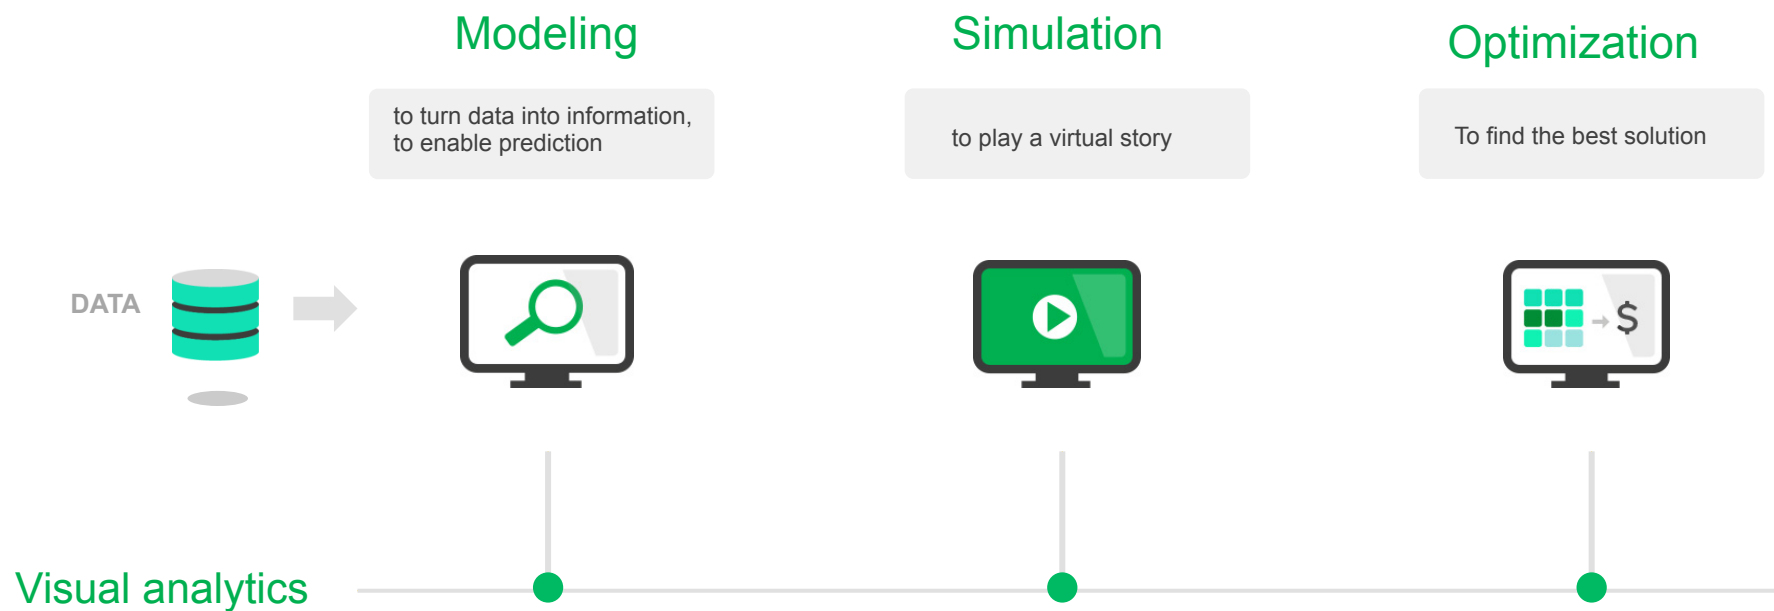 Modeling
Simulation
Optimization
to turn data into information,
to enable prediction
to play a virtual story
To find the best solution
DATA
$
Visual analytics